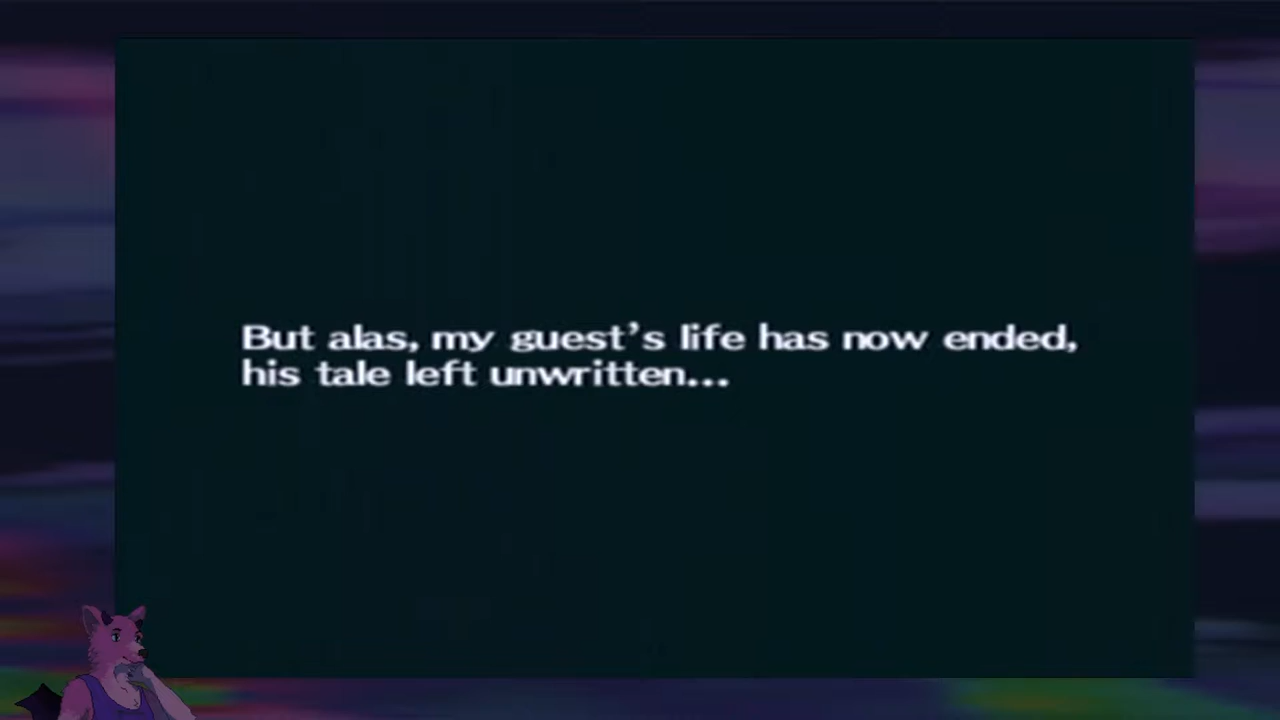 But alas, my guest’s life has now ended,
his tale left unwritten...